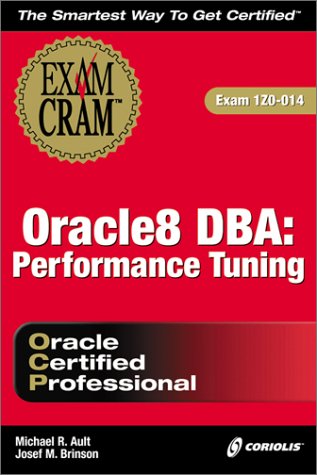 The Smartest Way To Get Certified™
EXAM
CRAM™
Exam 1Z0-014
Oracle8 DBA:
Performance Tuning
Oracle
Certified
Professional
Michael R. Ault
Josef M. Brinson
CORIOLIS™